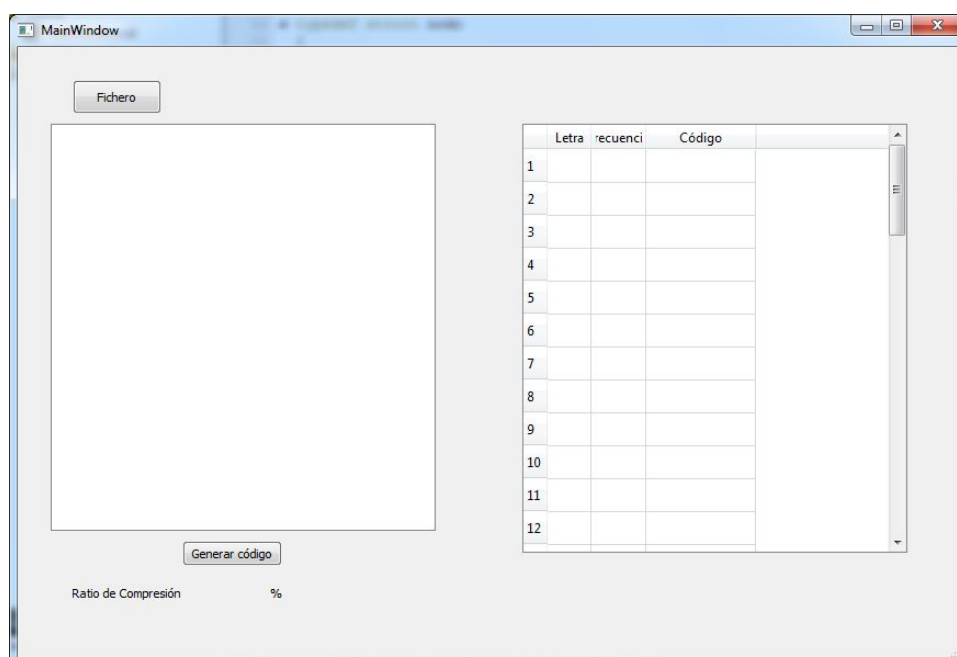 MainWindow
Fichero
Letra recuenci Código
1
2
3
4
5
6
7
8
9
10
11
12
Generar código
Ratio de Compresión %